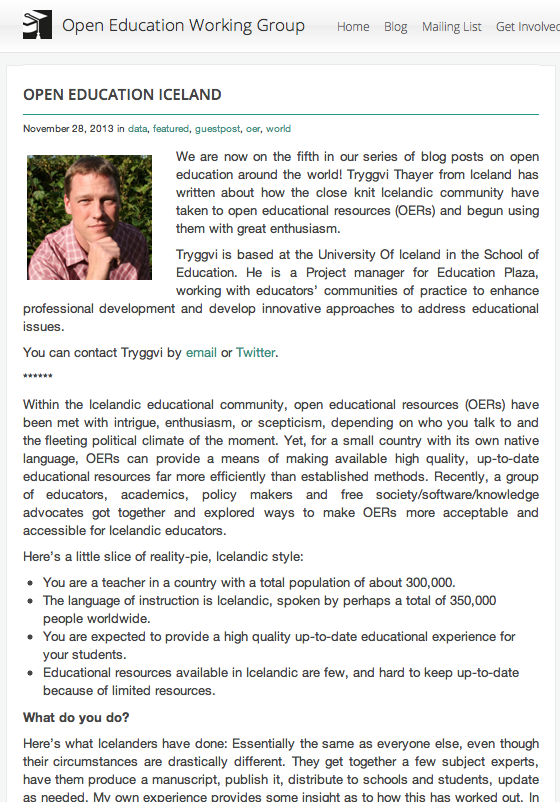 Open Education Working Group
Home Blog Mailing List Get Involved
OPEN EDUCATION ICELAND
November 28, 2013 in data, featured, guestpost, oer, world
We are now on the fifth in our series of blog posts on open
education around the world! Tryggvi Thayer from Iceland has
written about how the close knit Icelandic community have
taken to open educational resources (OERs) and begun using
them with great enthusiasm.
Tryggvi is based at the University Of Iceland in the School of
Education. He is a Project manager for Education Plaza,
working with educators’ communities of practice to enhance
professional development and develop innovative approaches to address educational
issues.
You can contact Tryggvi by email or Twitter.
******
Within the Icelandic educational community, open educational resources (OERs) have
been met with intrigue, enthusiasm, or scepticism, depending on who you talk to and
the fleeting political climate of the moment. Yet, for a small country with its own native
language, OERs can provide a means of making available high quality, up-to-date
educational resources far more efficiently than established methods. Recently, a group
of educators, academics, policy makers and free society/software/knowledge
advocates got together and explored ways to make OERs more acceptable and
accessible for Icelandic educators.
Here’s a little slice of reality-pie, Icelandic style:
• You are a teacher in a country with a total population of about 300,000.
• The language of instruction is Icelandic, spoken by perhaps a total of 350,000
people worldwide.
• You are expected to provide a high quality up-to-date educational experience for
your students.
• Educational resources available in Icelandic are few, and hard to keep up-to-date
because of limited resources.
What do you do?
Here’s what Icelanders have done: Essentially the same as everyone else, even though
their circumstances are drastically different. They get together a few subject experts,
have them produce a manuscript, publish it, distribute to schools and students, update
as needed. My own experience provides some insight as to how this has worked out. In